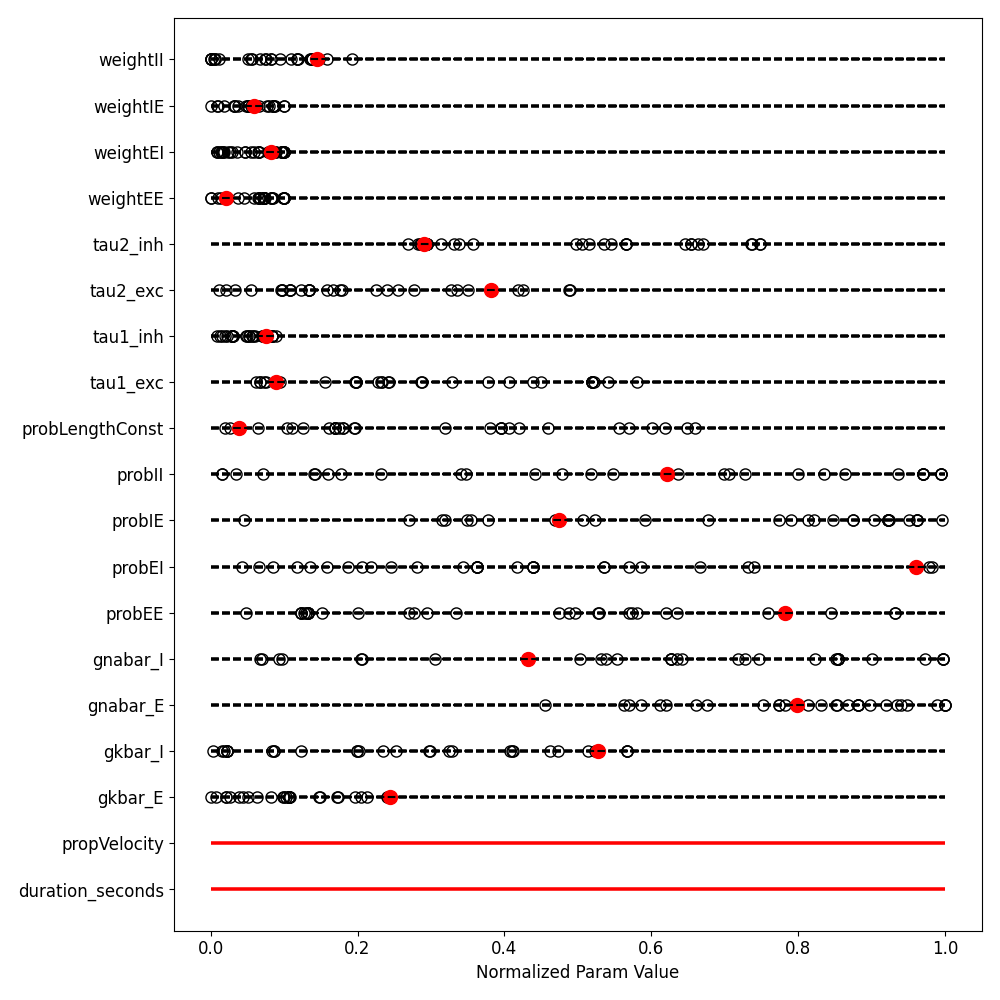 weightII
weightIE
weightEI
weightEE
tau2_inh
tau2_exc
tau1_inh
tau1_exc
probLengthConst
probII
probIE
probEI
probEE
gnabar_I
gnabar_E
gkbar_I
gkbar_E
propVelocity
duration_seconds
0.0 0.2 0.4 0.6 0.8 1.0
Normalized Param Value